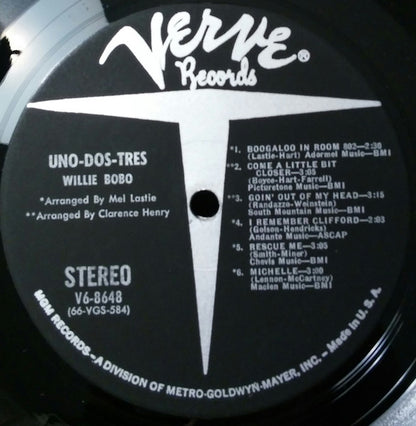 VERVE®
Records
UNO-DOS-TRES
WILLIE BOBO
*Arranged By Mel Lastie
**Arranged By Clarence Henry
STEREO
V6-8648
(66-VGS-584)
*1. BOOGALOO IN ROOM 802—2:30
(Lastie-Hart) Adormel Music—BMI
**2. COME A LITTLE BIT
CLOSER—3:05
(Boyce-Hart-Farrell)
Picturetone Music—BMI
**3. GOIN' OUT OF MY HEAD—3:15
(Randazzo-Weinstein)
South Mountain Music—BMI
*4. I REMEMBER CLIFFORD—2:03
(Golson-Hendricks)
Andante Music—ASCAP
*5. RESCUE ME—3:05
(Smith-Miner)
Chevis Music—BMI
*6. MICHELLE—3:00
(Lennon-McCartney)
Maclen Music—BMI
MGM RECORDS—A DIVISION OF METRO-GOLDWYN-MAYER, INC.—Made in U.S.A.